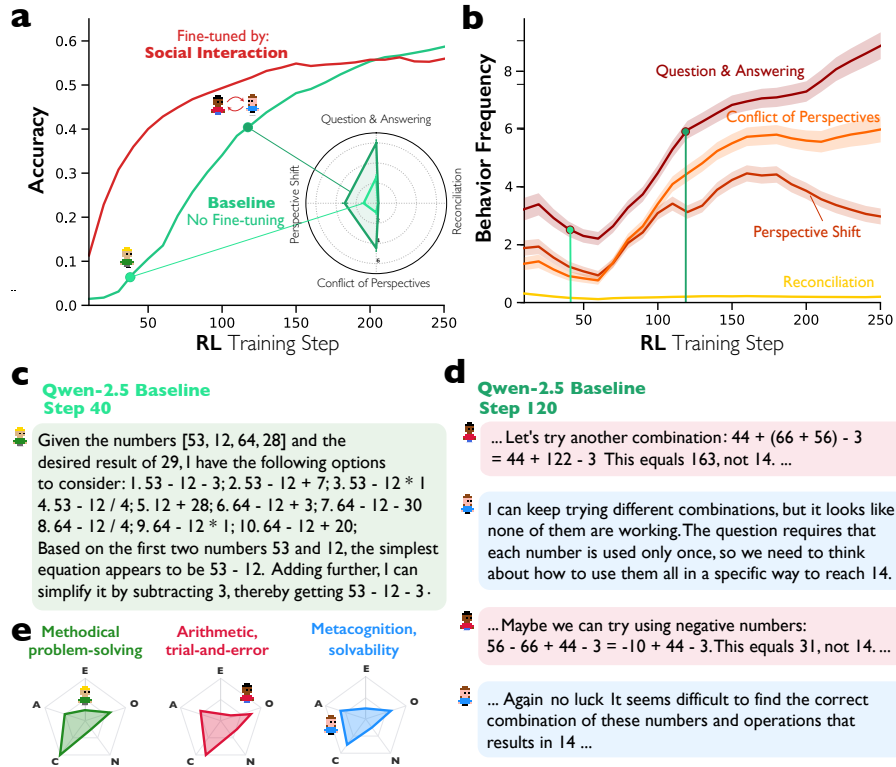 a
Fine-tuned by:
Social Interaction
Accuracy
0.6
0.5
0.4
0.3
0.2
0.1
0.0
Baseline
No Fine-tuning
Question & Answering
Perspective Shift
Reconciliation
Conflict of Perspectives
2
4
6
50
100
150
200
250
RL Training Step
..
b
Behavior Frequency
8
6
4
2
0
Question & Answering
Conflict of Perspectives
Perspective Shift
Reconciliation
0
50
100
150
200
250
RL Training Step
c
Qwen-2.5 Baseline
Step 40
Given the numbers [53, 12, 64, 28] and the
desired result of 29, I have the following options
to consider: 1. 53 - 12 - 3; 2. 53 - 12 + 7; 3. 53 - 12 * 1
4. 53 - 12 / 4; 5. 12 + 28; 6. 64 - 12 + 3; 7. 64 - 12 - 30
8. 64 - 12 / 4; 9. 64 - 12 * 1; 10. 64 - 12 + 20;
Based on the first two numbers 53 and 12, the simplest
equation appears to be 53 - 12. Adding further, I can
simplify it by subtracting 3, thereby getting 53 - 12 - 3.
d
Qwen-2.5 Baseline
Step 120
... Let's try another combination: 44 + (66 + 56) - 3
= 44 + 122 - 3 This equals 163, not 14. ...
I can keep trying different combinations, but it looks like
none of them are working. The question requires that
each number is used only once, so we need to think
about how to use them all in a specific way to reach 14.
... Maybe we can try using negative numbers:
56 - 66 + 44 - 3 = -10 + 44 - 3. This equals 31, not 14. ...
... Again no luck. It seems difficult to find the correct
combination of these numbers and operations that
results in 14 ...
e
Methodical
problem-solving
E
A
O
C
N
Arithmetic,
trial-and-error
E
A
O
C
N
Metacognition,
solvability
E
A
O
C
N